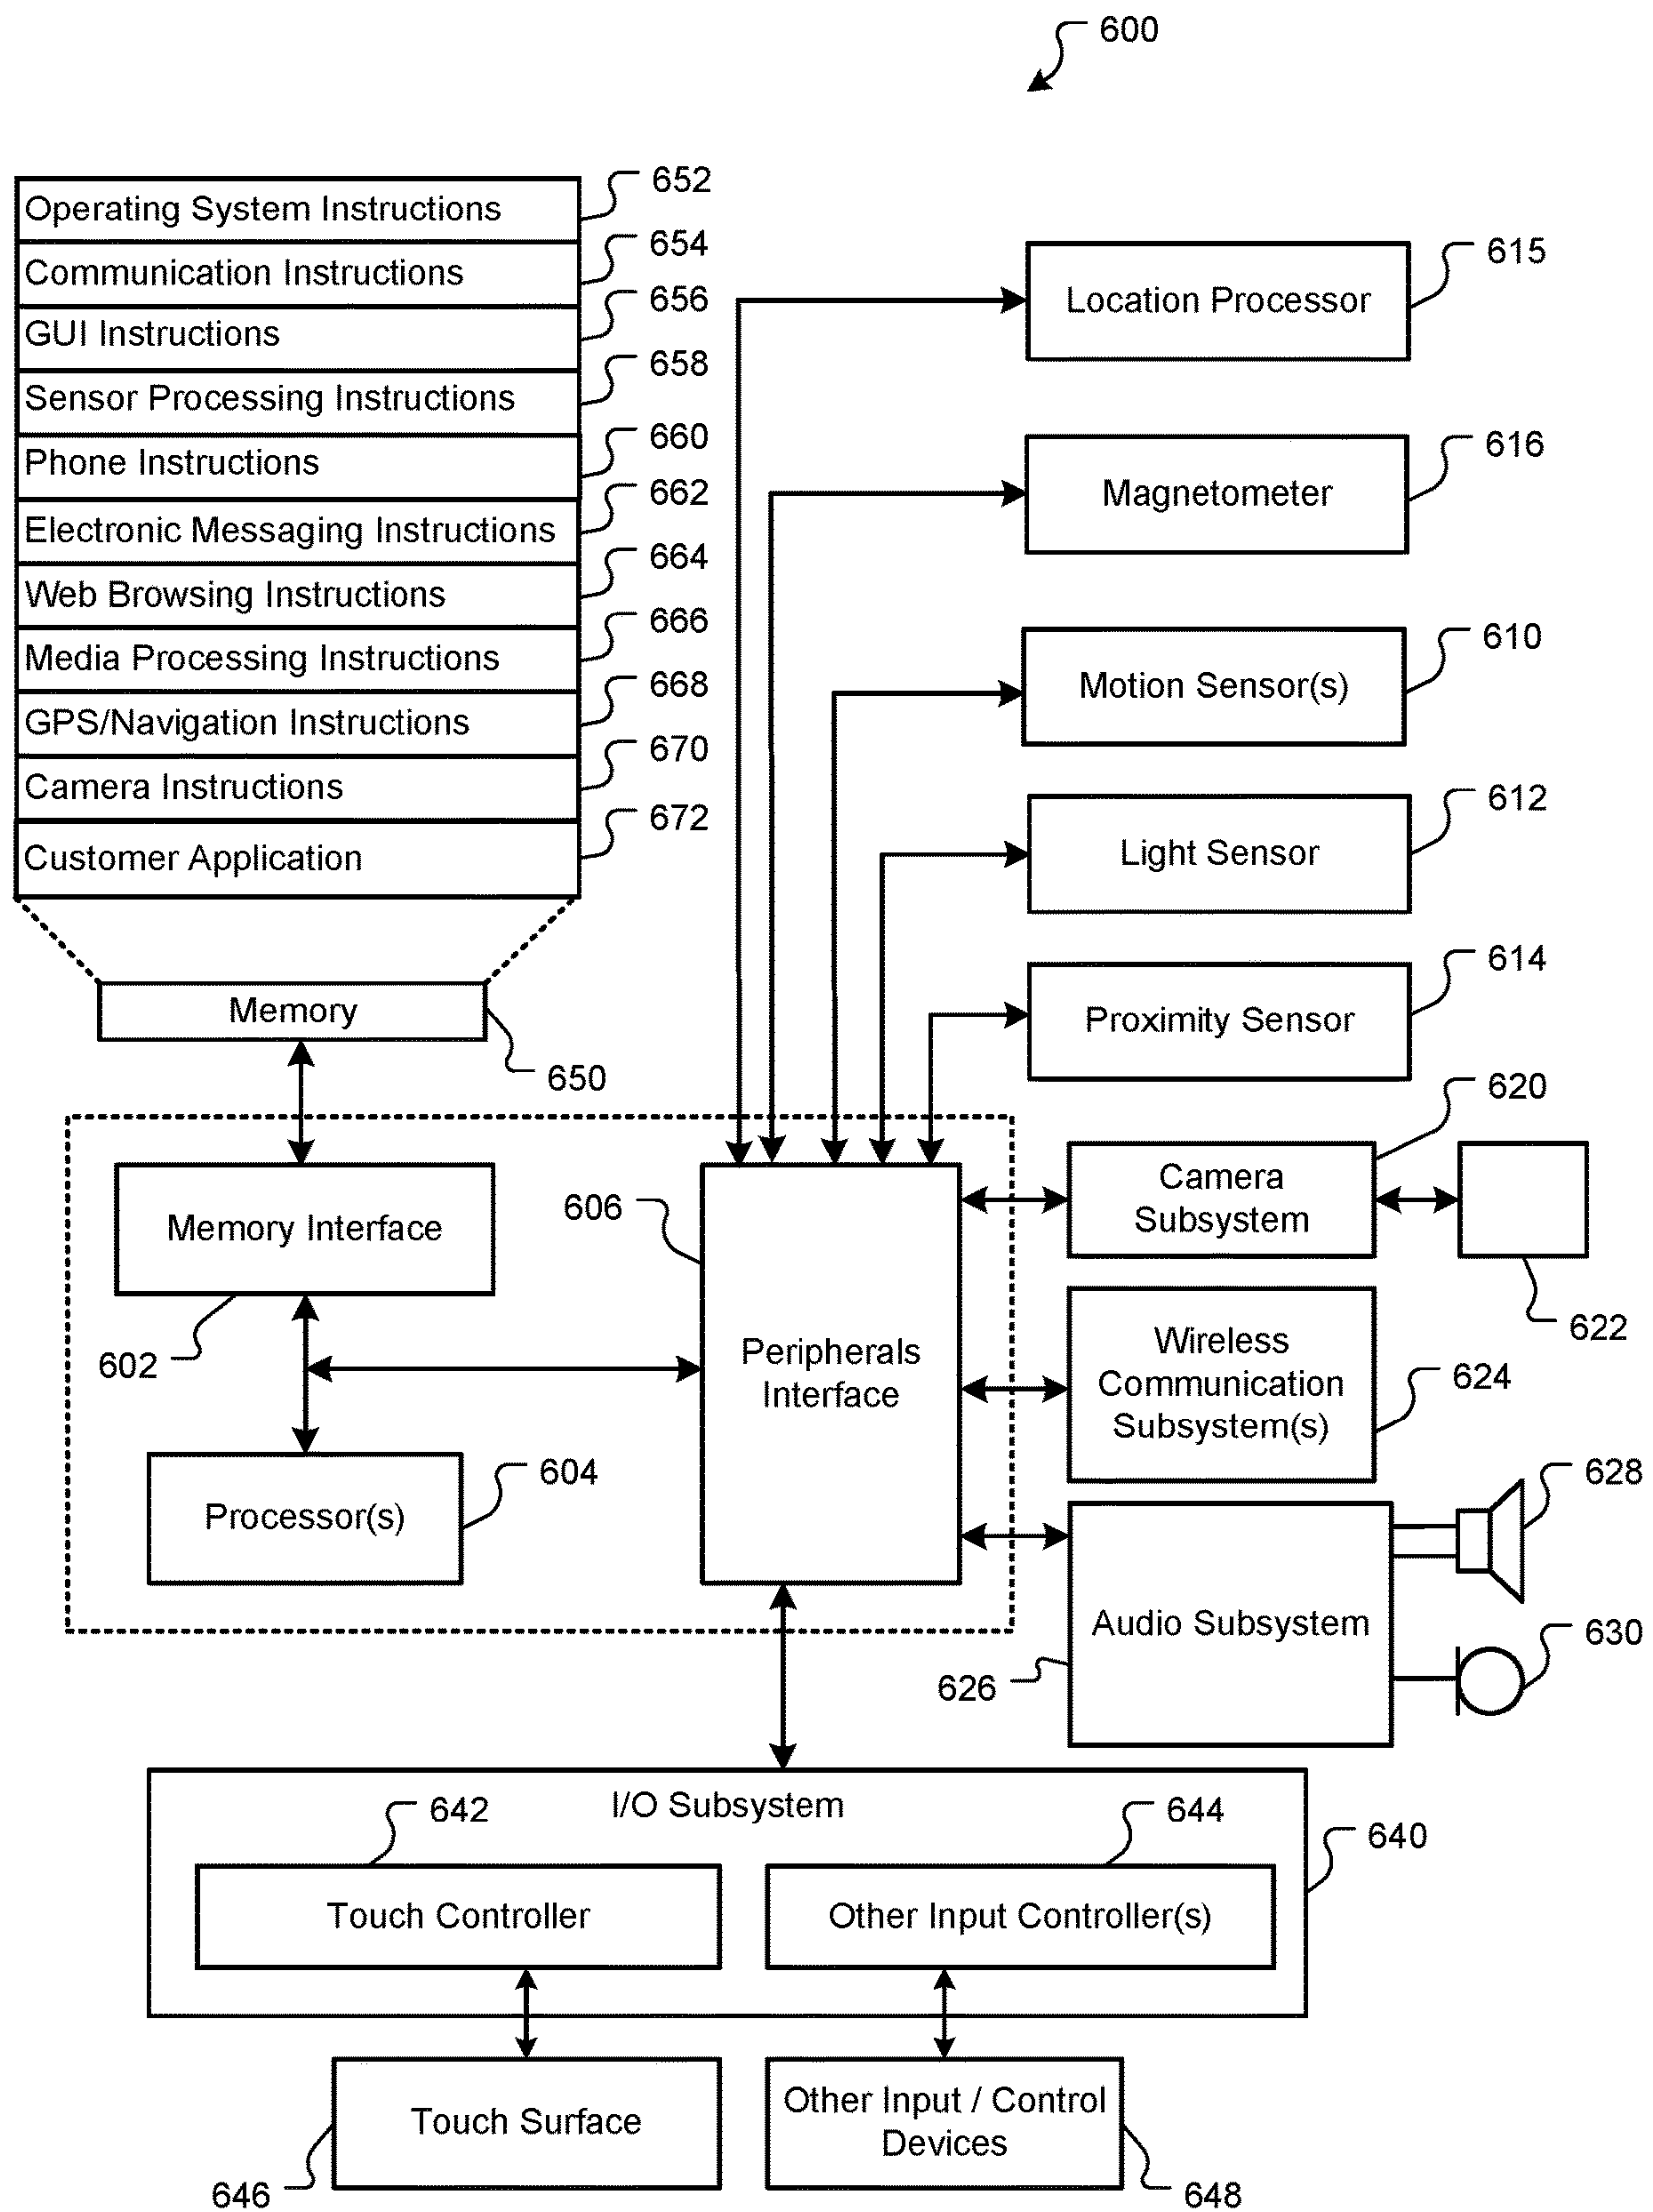 600
Operating System Instructions
652
Communication Instructions
654
GUI Instructions
656
Sensor Processing Instructions
658
Phone Instructions
660
Electronic Messaging Instructions
662
Web Browsing Instructions
664
Media Processing Instructions
666
GPS/Navigation Instructions
668
Camera Instructions
670
Customer Application
672
Memory
650
Location Processor
615
Magnetometer
616
Motion Sensor(s)
610
Light Sensor
612
Proximity Sensor
614
Memory Interface
602
Processor(s)
604
606
Peripherals
Interface
Camera
Subsystem
620
622
Wireless
Communication
Subsystem(s)
624
Audio Subsystem
626
628
630
I/O Subsystem
640
642
Touch Controller
644
Other Input Controller(s)
Touch Surface
646
Other Input / Control
Devices
648